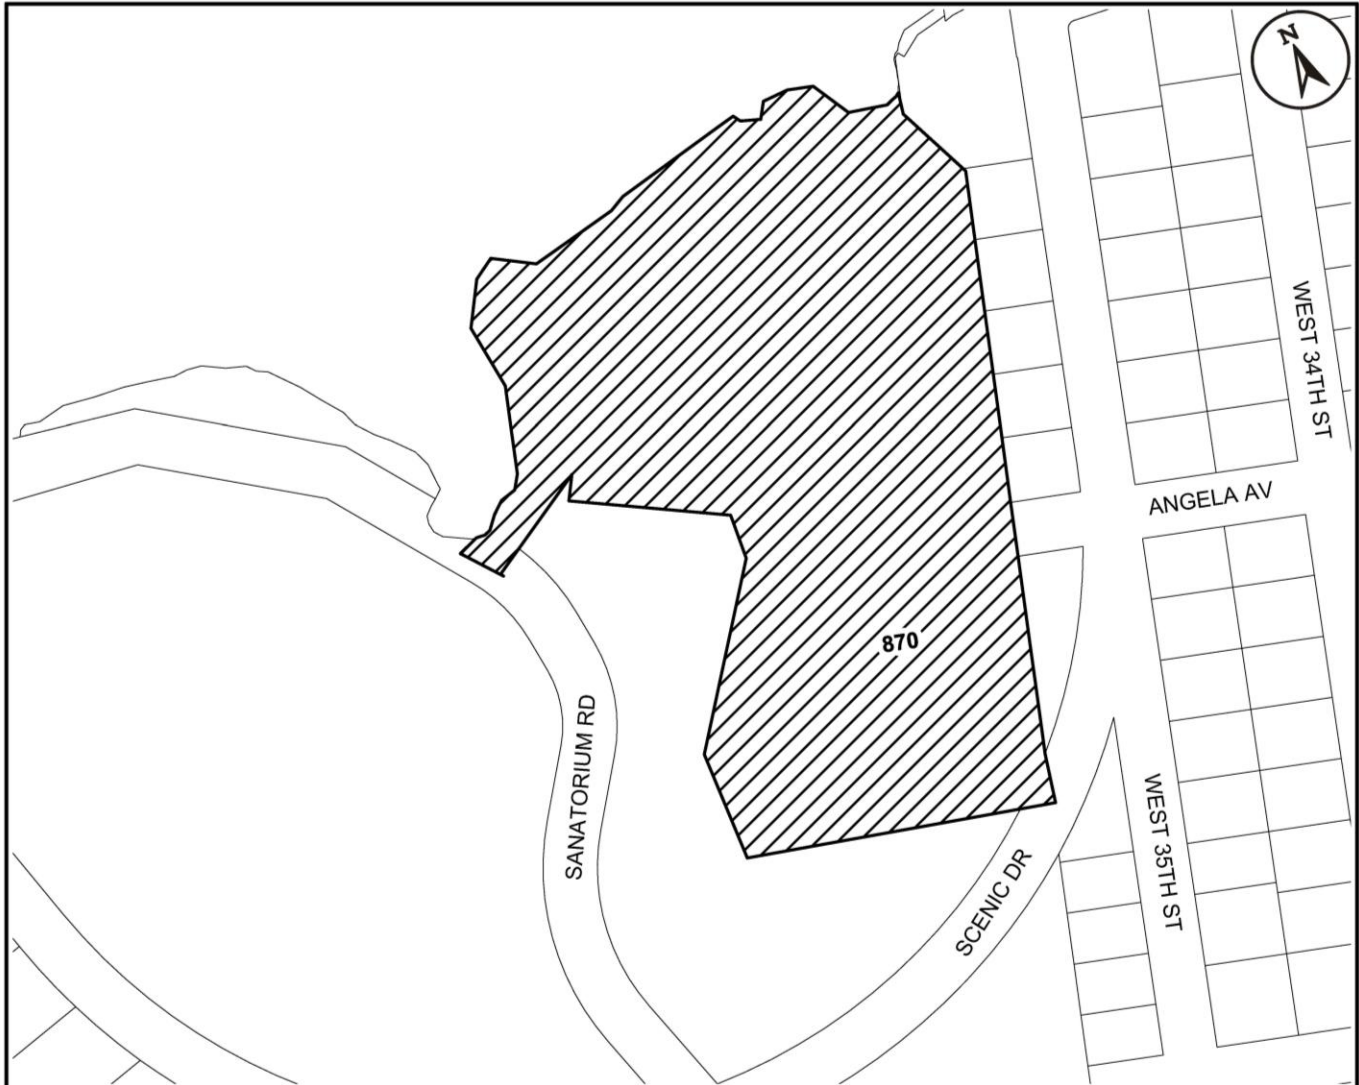 N
WEST 34TH ST
ANGELA AV
870
SANATORIUM RD
WEST 35TH ST
SCENIC DR